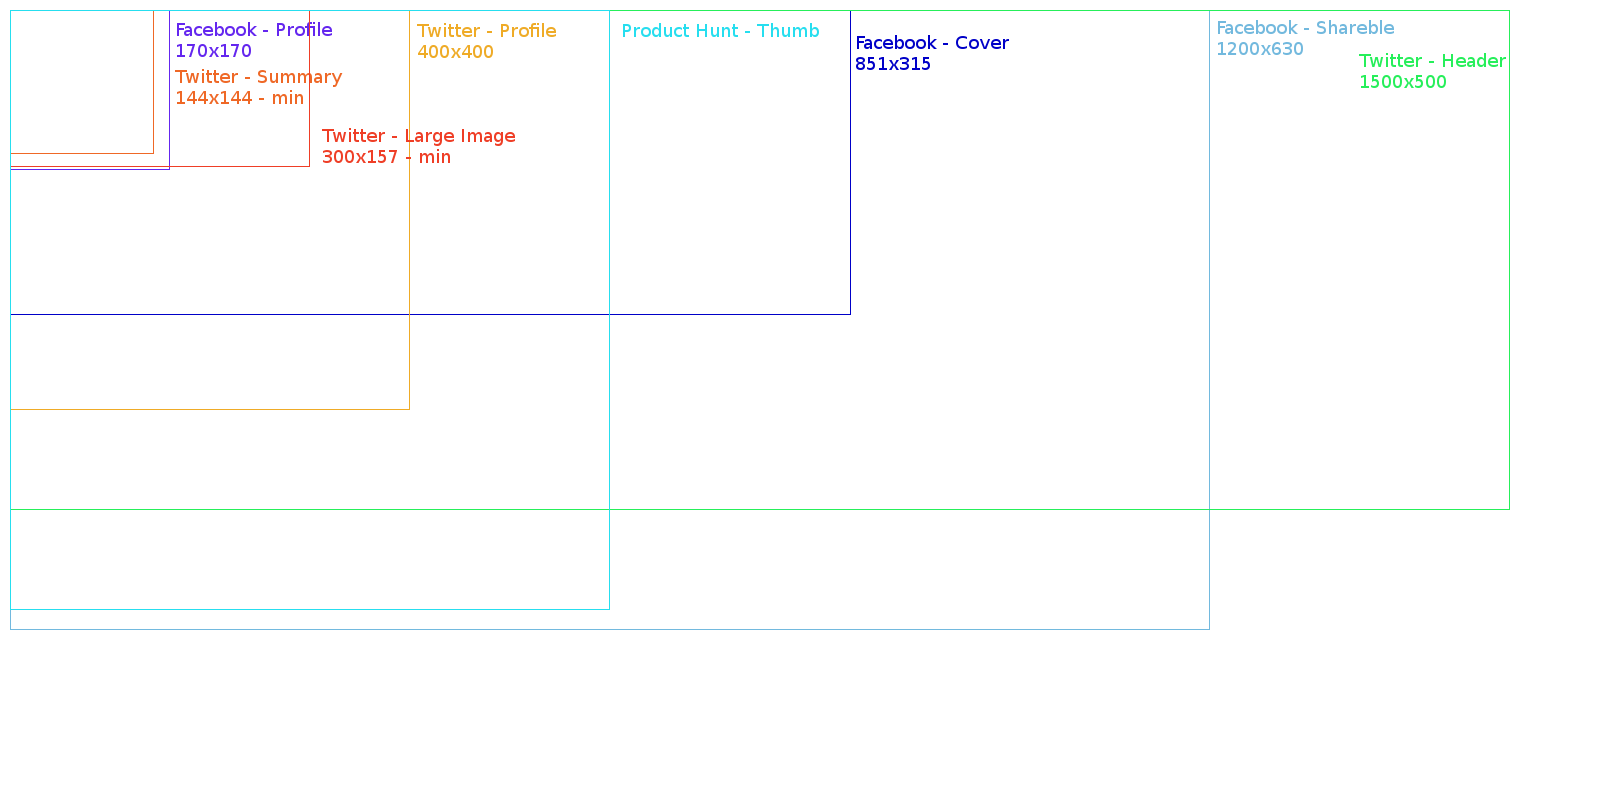 Facebook - Profile
170x170
Twitter - Summary
144x144 - min
Twitter - Large Image
300x157 - min
Twitter - Profile
400x400
Product Hunt - Thumb
Facebook - Cover
851x315
Facebook - Shareble
1200x630
Twitter - Header
1500x500